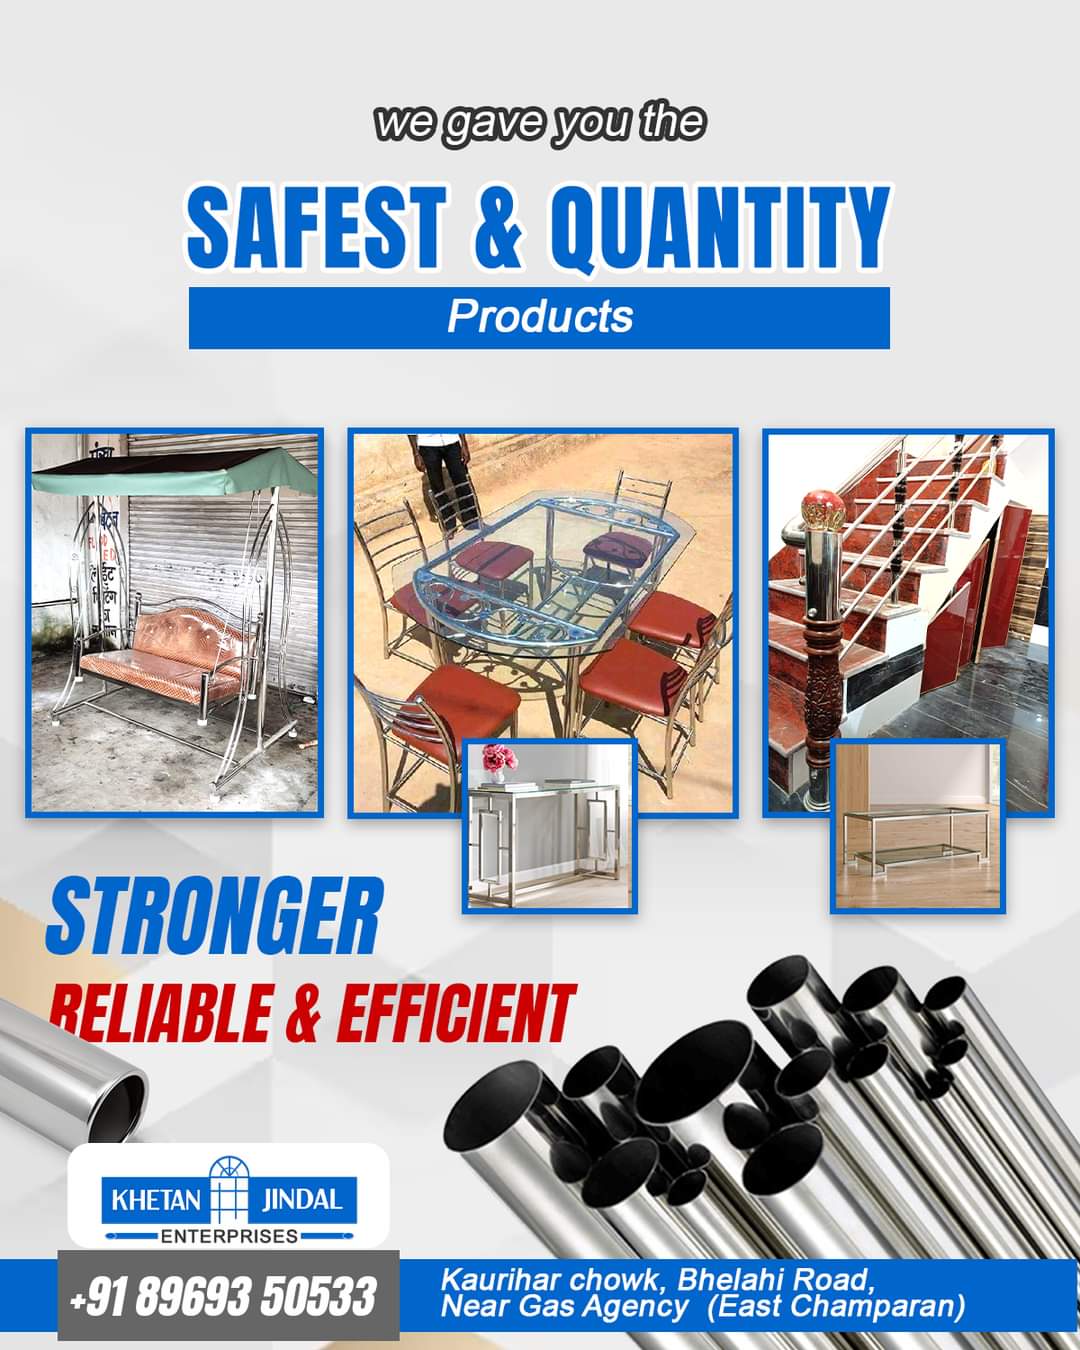 we gave you the
SAFEST & QUANTITY
Products
STRONGER
RELIABLE & EFFICIENT
KHETAN JINDAL
ENTERPRISES
+91 89693 50533
Kaurihar chowk, Bhelahi Road,
Near Gas Agency (East Champaran)